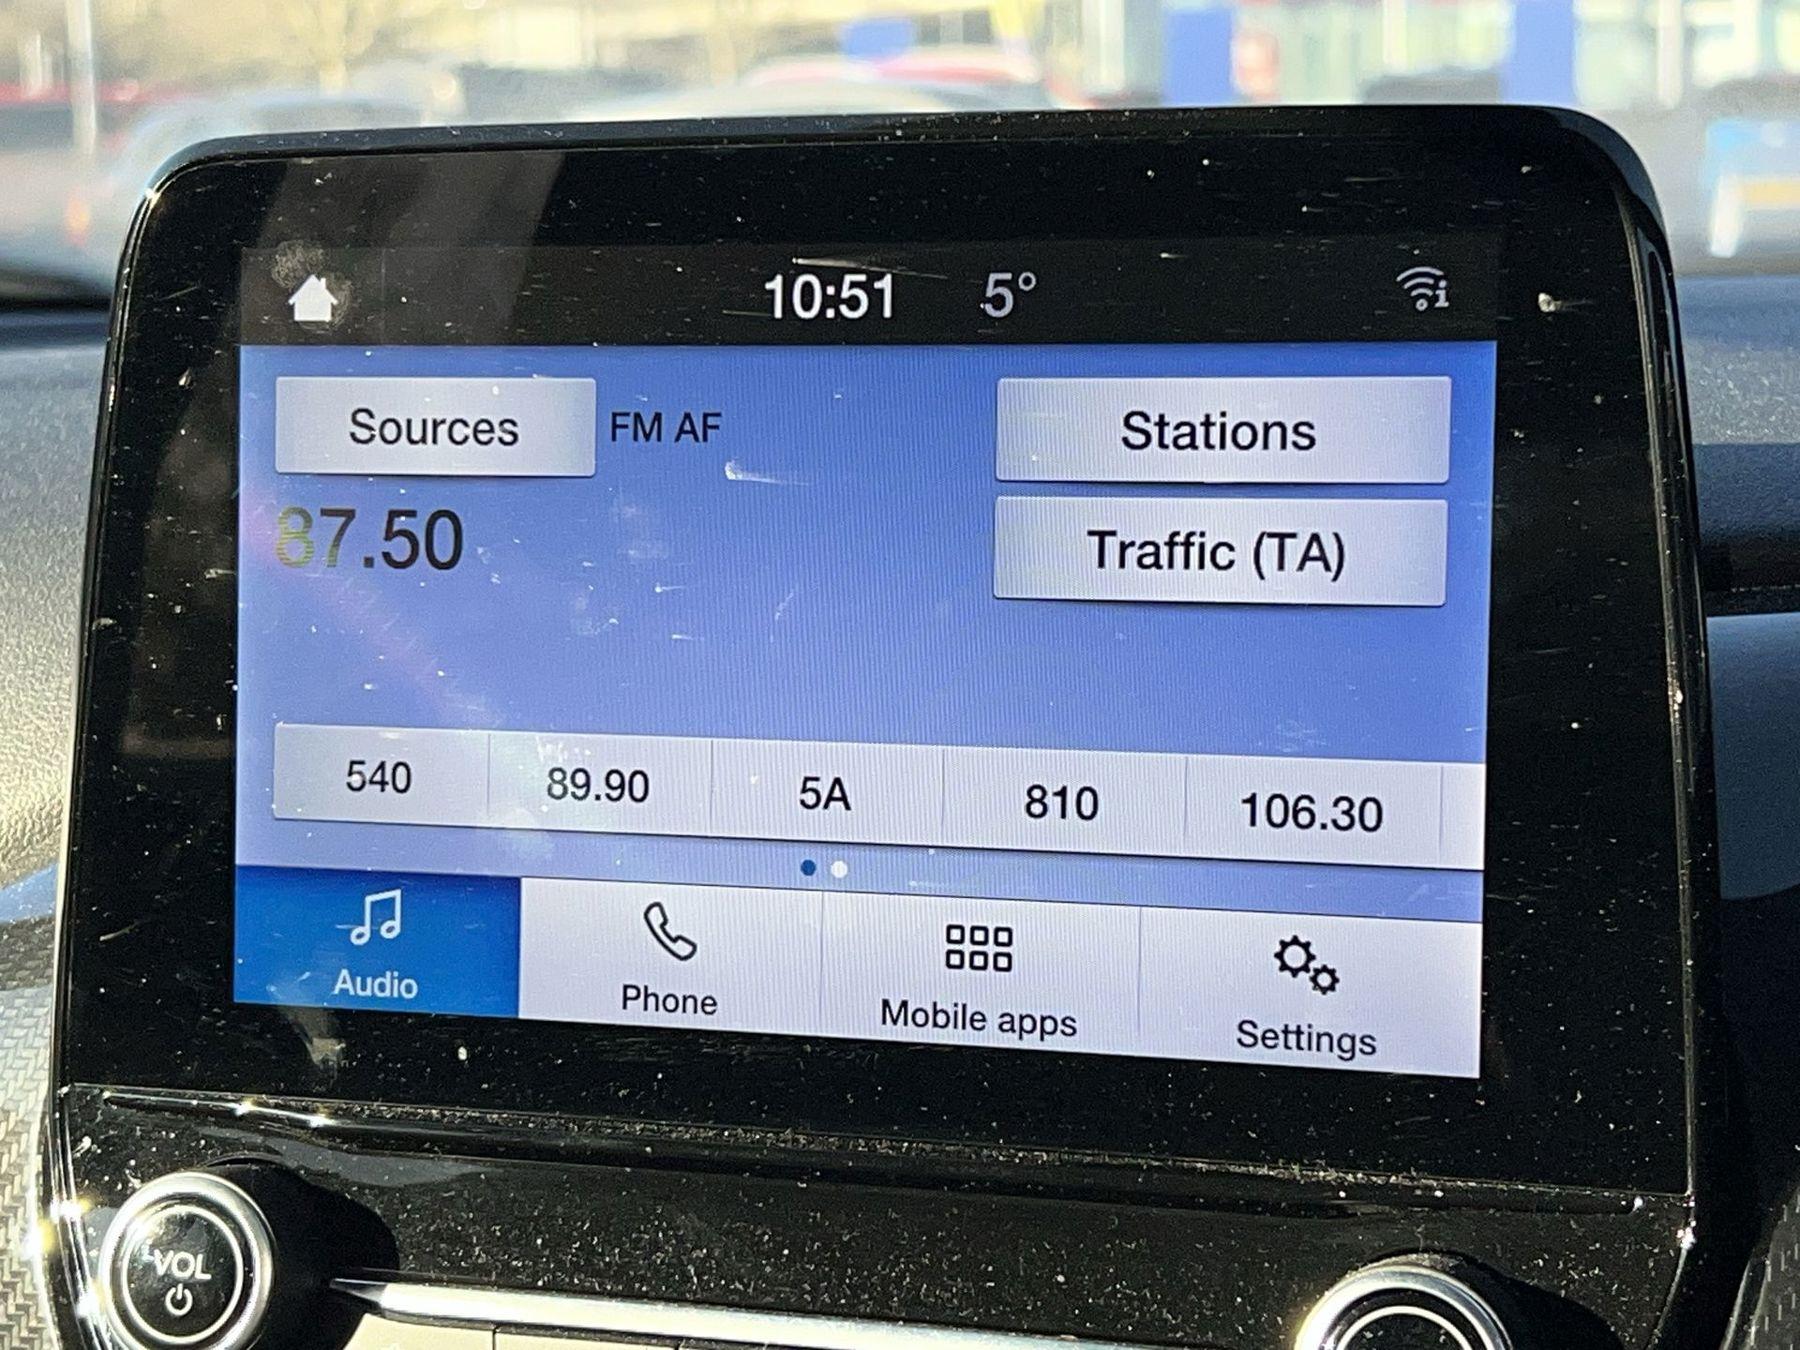 10:51 5°
Sources FM AF Stations
87.50 Traffic (TA)
540 89.90 5A 810 106.30
Audio Phone Mobile apps Settings
VOL